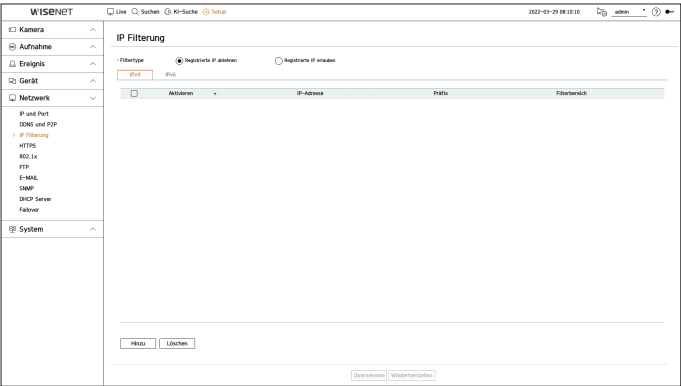 WISENET
Live Suchen KI-Suche Setup
2022-03-29 08:10:10 admin
Kamera
Aufnahme
Ereignis
Gerät
Netzwerk
IP und Port
DDNS und P2P
IP Filterung
HTTPS
802.1x
FTP
E-MAIL
SNMP
DHCP Server
Failover
System
IP Filterung
Filtertype Registrierte IP ablehnen Registrierte IP erlauben
IPv4 IPv6
Aktivieren IP-Adresse Präfix Filterbereich
Hinzu Löschen
Übernehmen Wiederherstellen